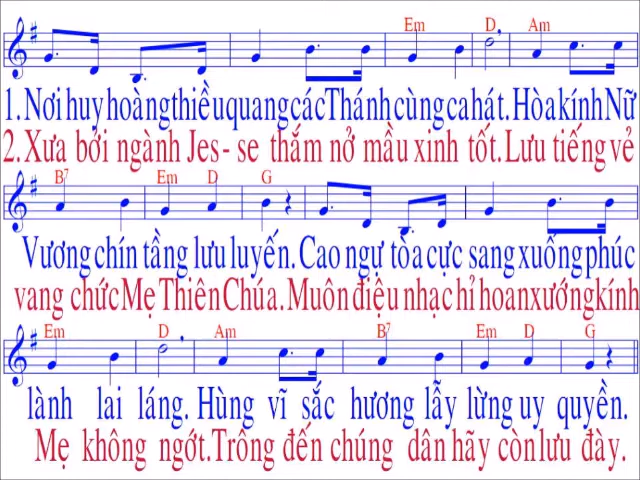 Em D Am
1. Nơi huy hoàng thiều quang các Thánh cùng ca hát. Hòa kính Nữ
2. Xưa bởi ngành Jes - se thắm nở mầu xinh tốt. Lưu tiếng vẻ
B7 Em D G
Vương chín tầng lưu luyến. Cao ngự tòa cực sang xuống phúc
vang chức Mẹ Thiên Chúa. Muôn điệu nhạc hỉ hoan xướng kính
Em D Am B7 Em D G
lành lai láng. Hùng vĩ sắc hương lẫy lừng uy quyền.
Mẹ không ngớt. Trông đến chúng dân hãy còn lưu đày.